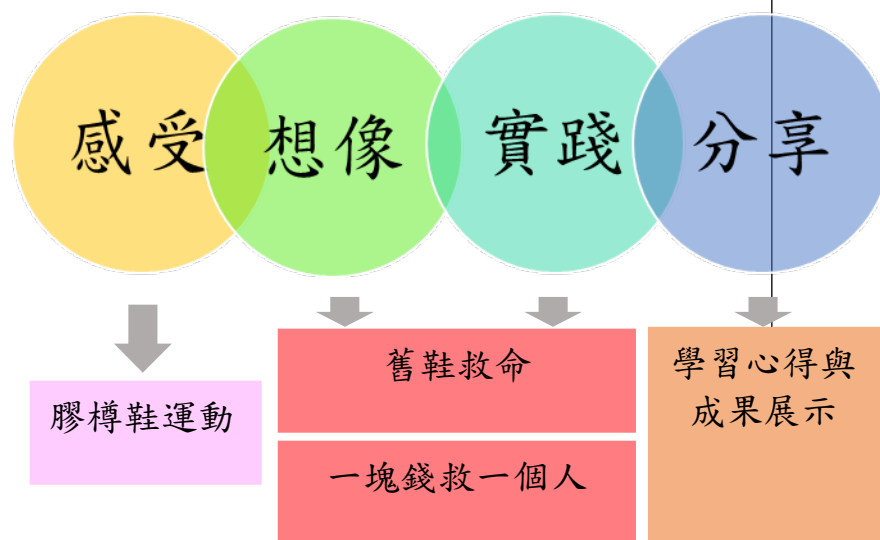 感受
想像
實踐
分享
膠樽鞋運動
舊鞋救命
一塊錢救一個人
學習心得與
成果展示